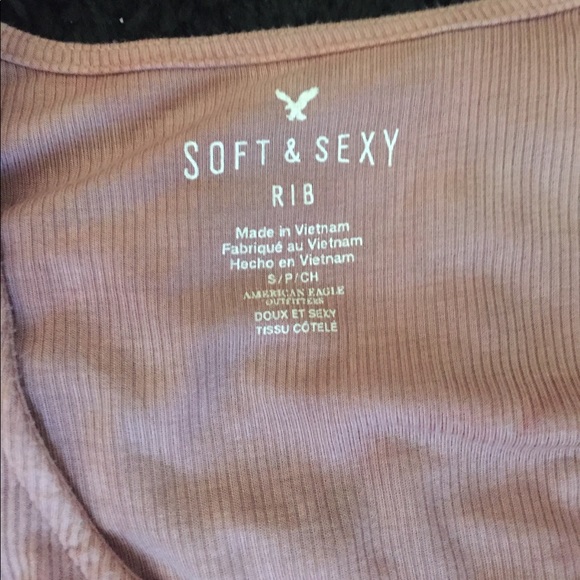 SOFT & SEXY
RIB
Made in Vietnam
Fabriqué au Vietnam
Hecho en Vietnam
S/P/CH
AMERICAN EAGLE
OUTFITTERS
DOUX ET SEXY
TISSU CÔTELÉ